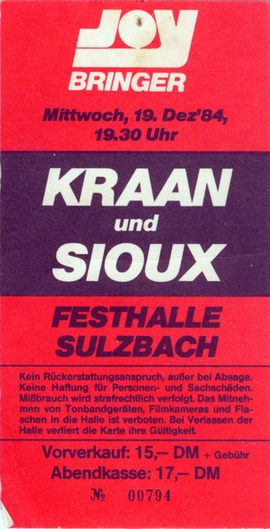 JOY
BRINGER
Mittwoch, 19. Dez'84,
19.30 Uhr
KRAAN
und
SIOUX
FESTHALLE
SULZBACH
Kein Rückerstattungsanspruch, außer bei Absage.
Keine Haftung für Personen- und Sachschäden.
Mißbrauch wird strafrechtlich verfolgt. Das Mitneh-
men von Tonbandgeräten, Filmkameras und Fla-
schen in die Halle ist verboten. Bei Verlassen der
Halle verliert die Karte ihre Gültigkeit.
Vorverkauf: 15,— DM + Gebühr
Abendkasse: 17,— DM
№ 00794